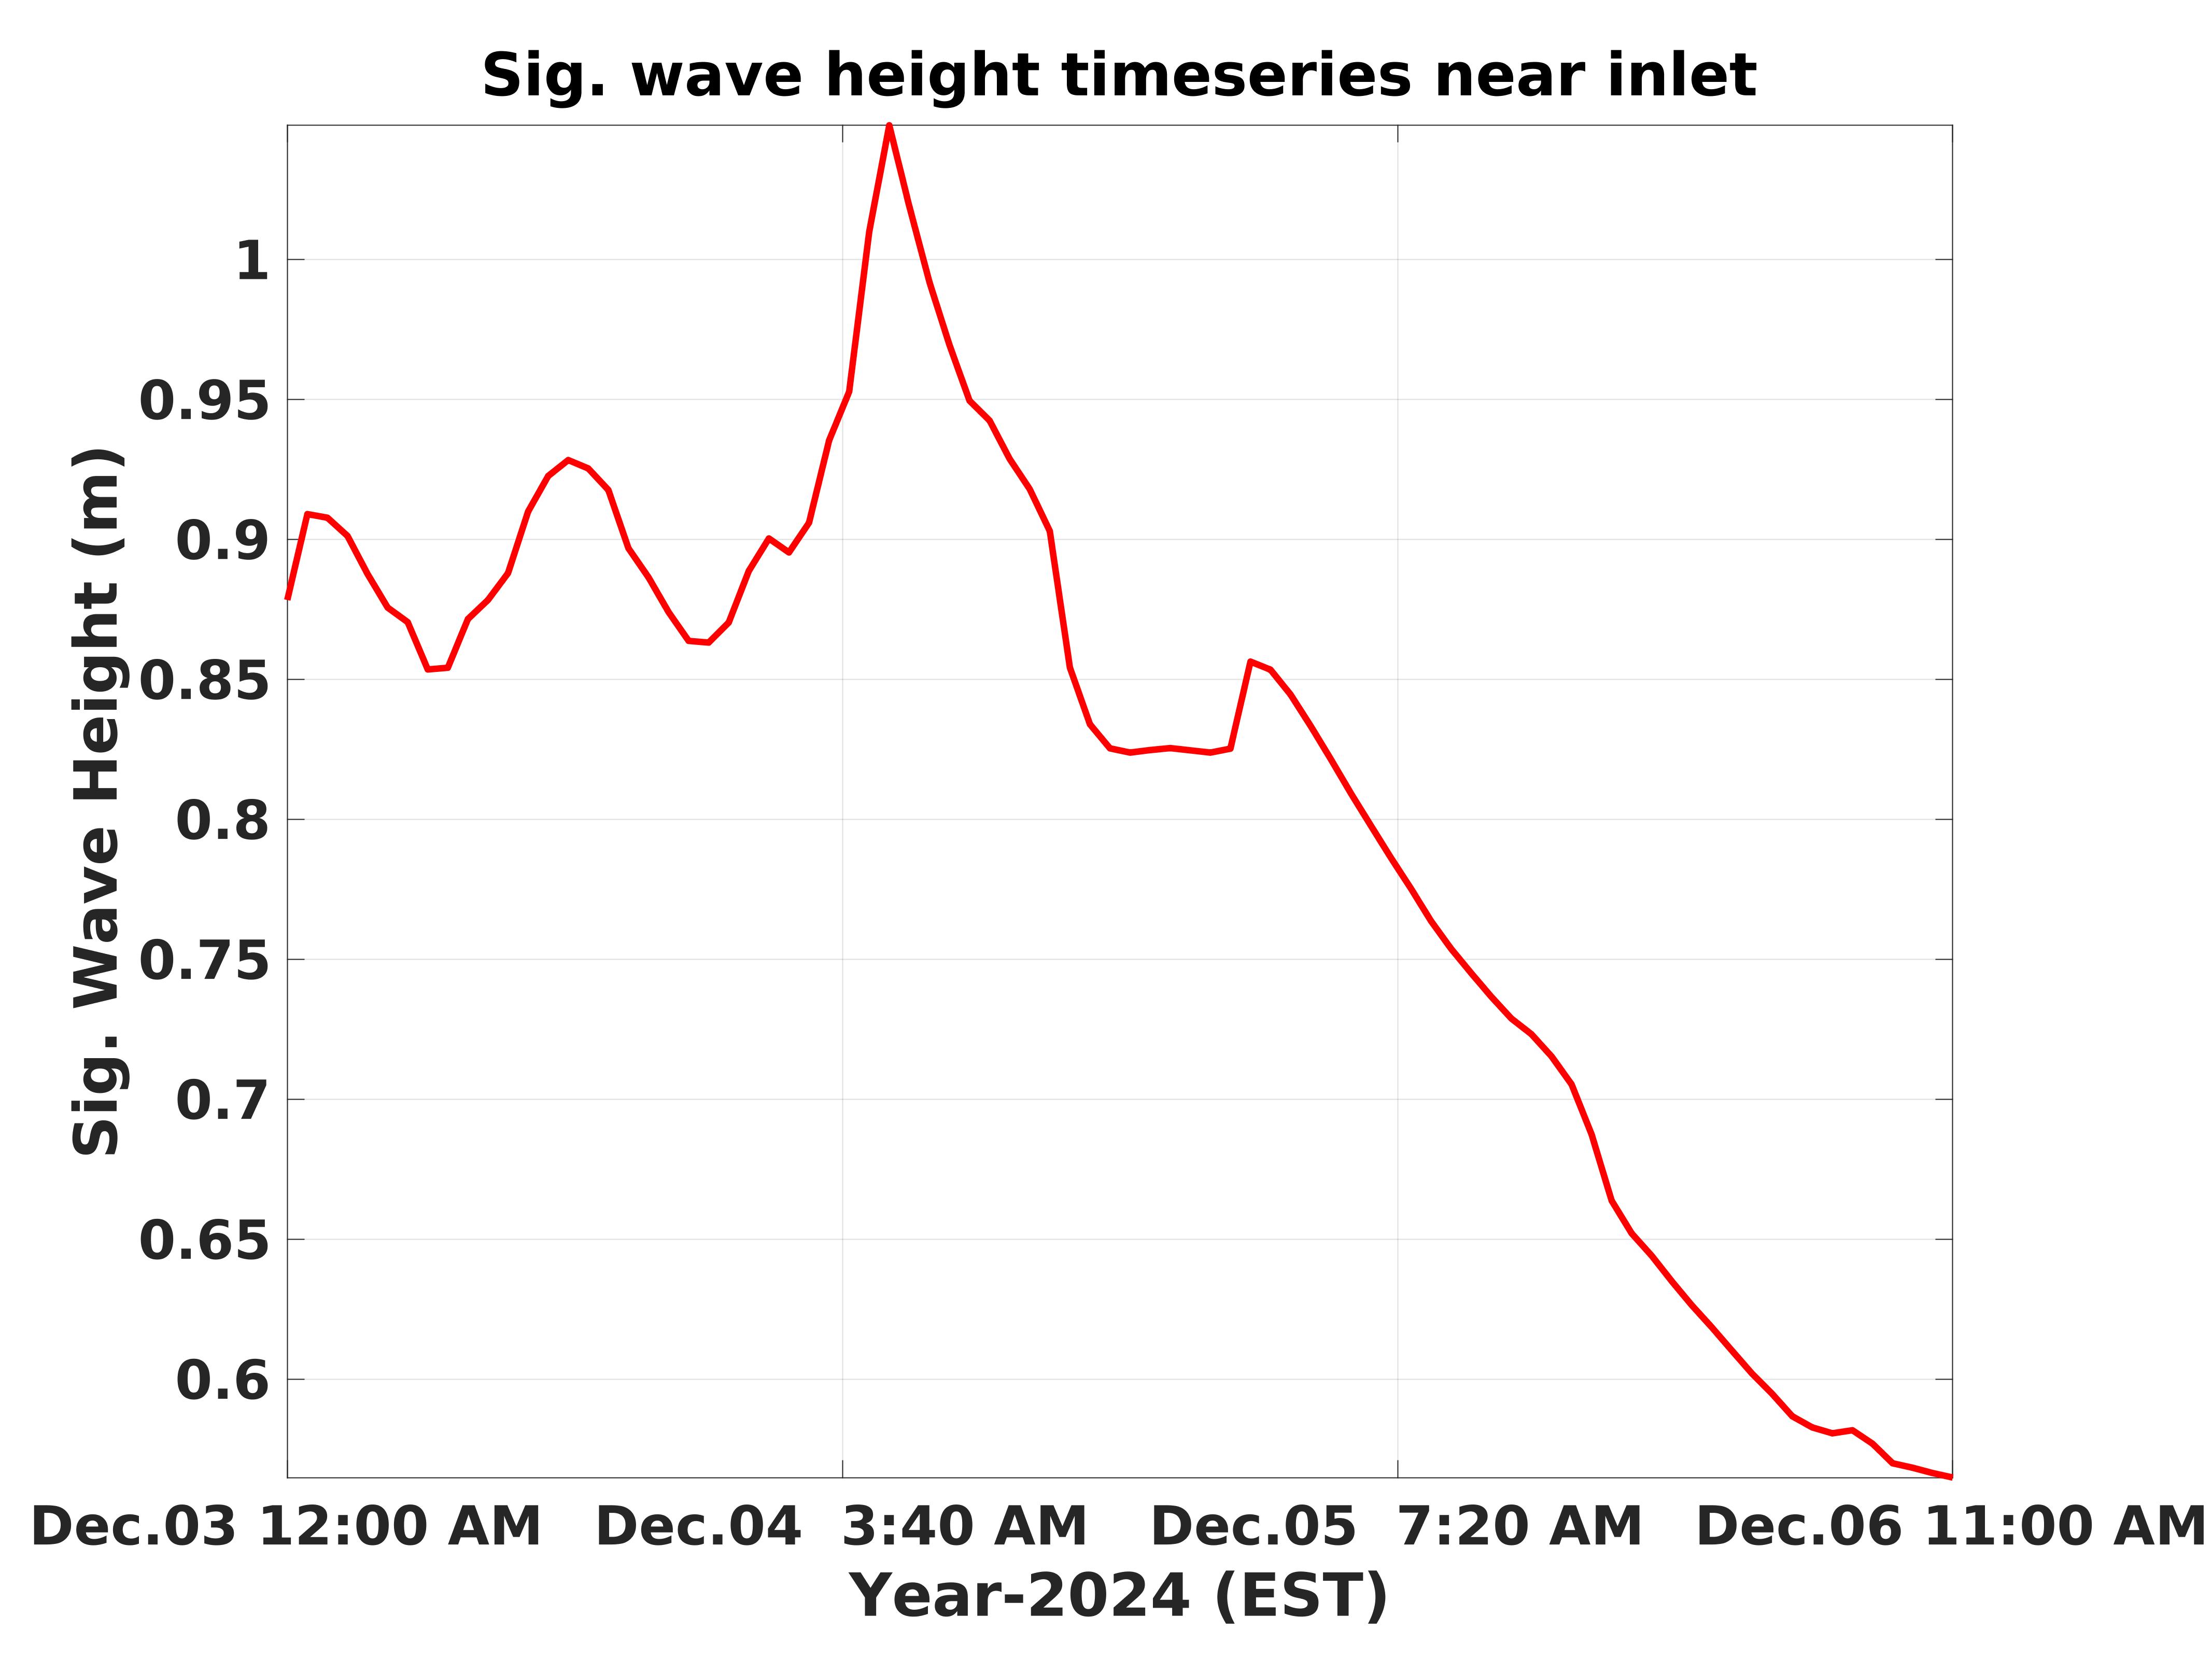 Sig. wave height timeseries near inlet
Sig. Wave Height (m)
1
0.95
0.9
0.85
0.8
0.75
0.7
0.65
0.6
Dec.03 12:00 AM Dec.04 3:40 AM Dec.05 7:20 AM Dec.06 11:00 AM
Year-2024 (EST)